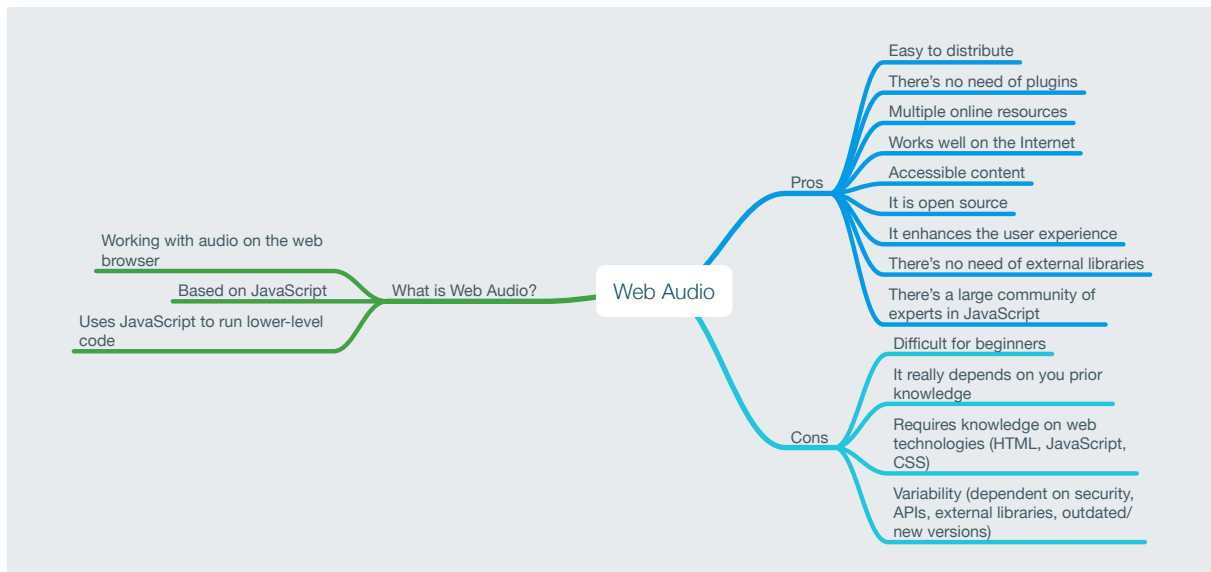 Web Audio
What is Web Audio?
Working with audio on the web
browser
Based on JavaScript
Uses JavaScript to run lower-level
code
Pros
Easy to distribute
There's no need of plugins
Multiple online resources
Works well on the Internet
Accessible content
It is open source
It enhances the user experience
There's no need of external libraries
There's a large community of
experts in JavaScript
Cons
Difficult for beginners
It really depends on you prior
knowledge
Requires knowledge on web
technologies (HTML, JavaScript,
CSS)
Variability (dependent on security,
APIs, external libraries, outdated/
new versions)